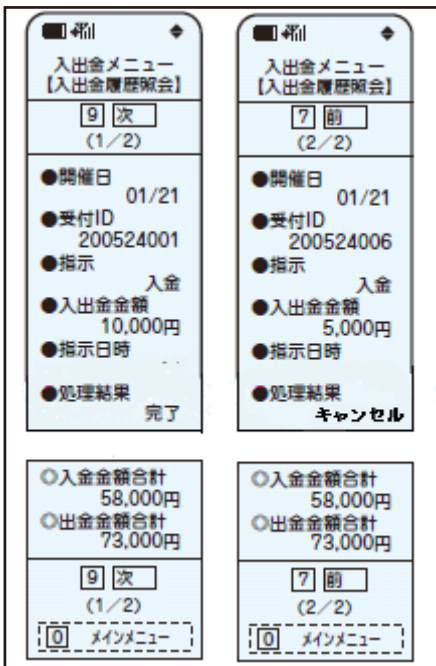 入出金メニュー
【入出金履歴照会】
9 次
(1/2)
●開催日
01/21
●受付ID
200524001
●指示
入金
●入出金金額
10,000円
●指示日時
●処理結果
完了
◎入金金額合計
58,000円
◎出金金額合計
73,000円
9 次
(1/2)
0 メインメニュー
入出金メニュー
【入出金履歴照会】
7 前
(2/2)
●開催日
01/21
●受付ID
200524006
●指示
入金
●入出金金額
5,000円
●指示日時
●処理結果
キャンセル
◎入金金額合計
58,000円
◎出金金額合計
73,000円
7 前
(2/2)
0 メインメニュー